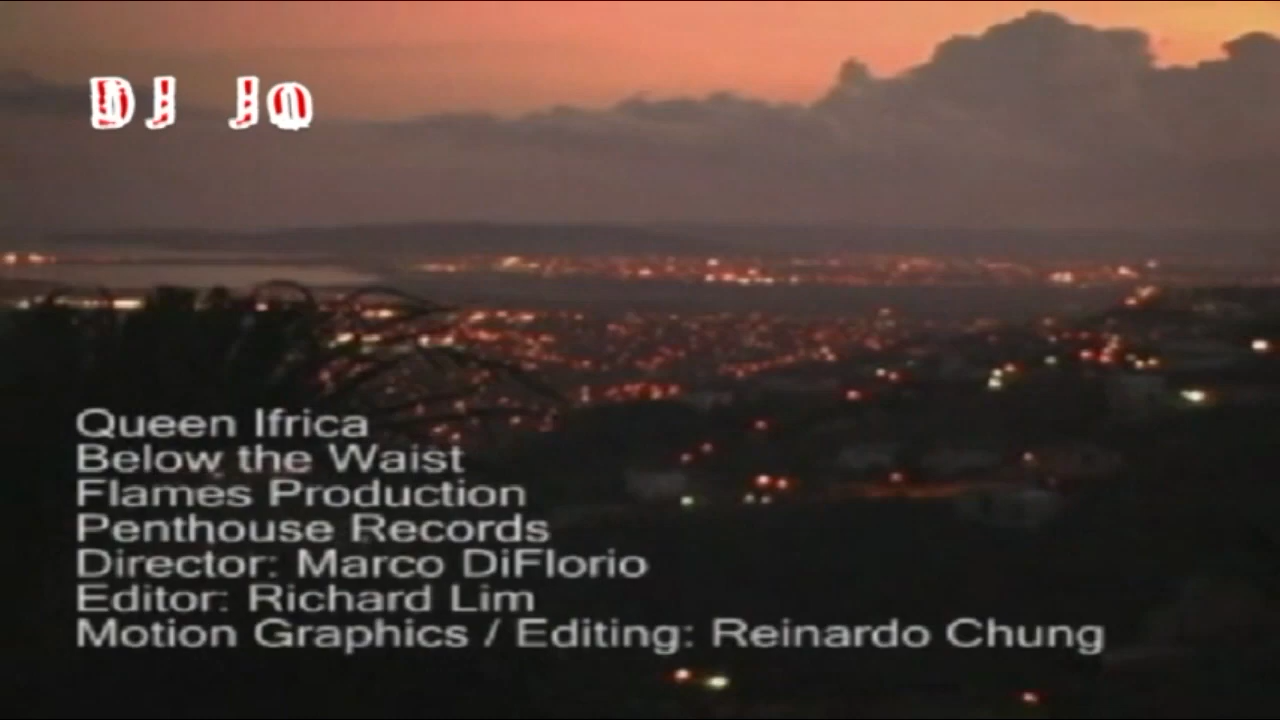 DJ JO
Queen Ifrica
Below the Waist
Flames Production
Penthouse Records
Director: Marco DiFlorio
Editor: Richard Lim
Motion Graphics / Editing: Reinardo Chung